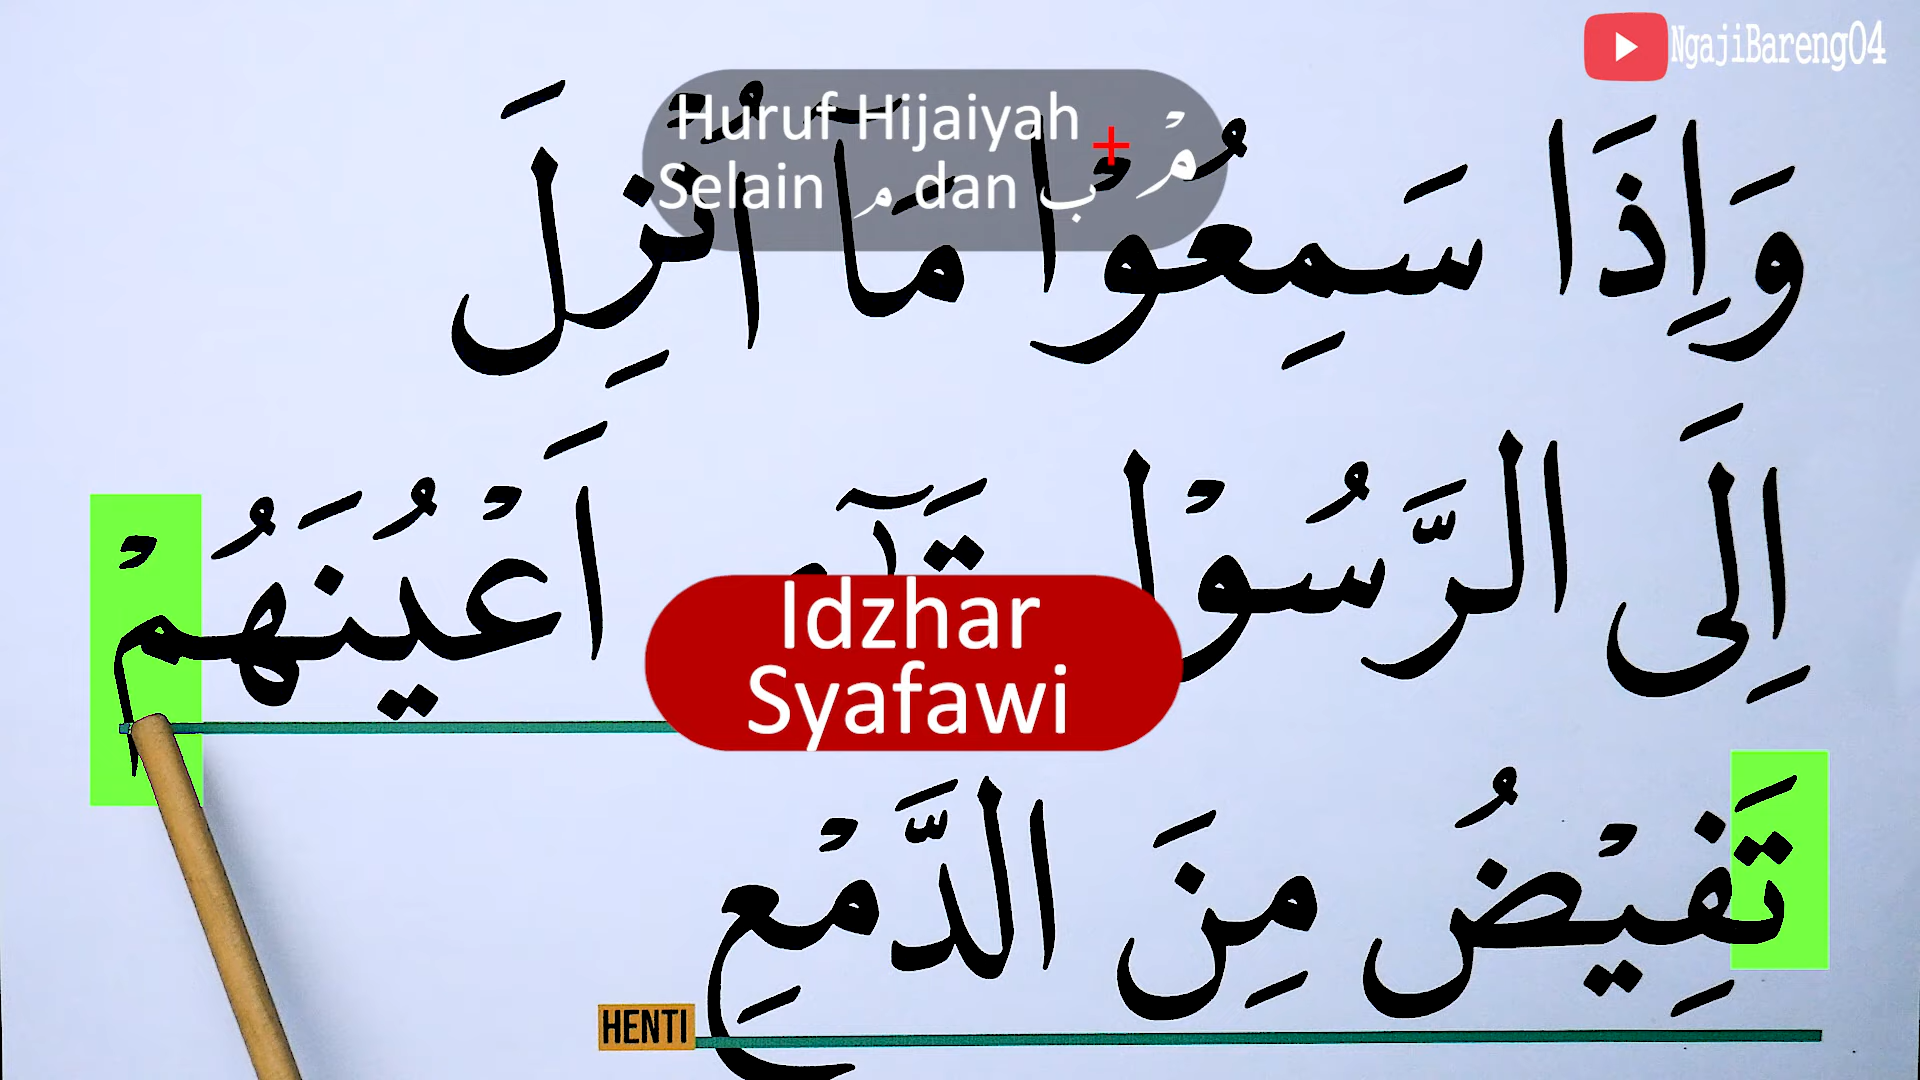 NgajiBareng04
Huruf Hijaiyah + مْ
Selain م dan ب
وَاِذَا سَمِعُوْا مَآ اُنْزِلَ
اِلَى الرَّسُوْلِ اَعْيُنَهُمْ
Idzhar
Syafawi
تَفِيْضُ مِنَ الدَّمْعِ
HENTI